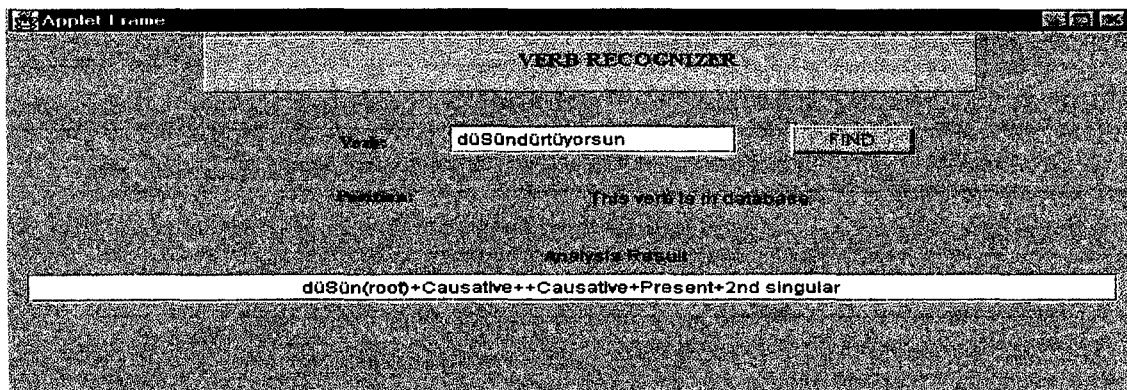 Applet Frame
VERB RECOGNIZER
Verb: düSündürtüyorsun FIND
Position: This verb is in database
Analysis Result
düSün(root)+Causative++Causative+Present+2nd singular